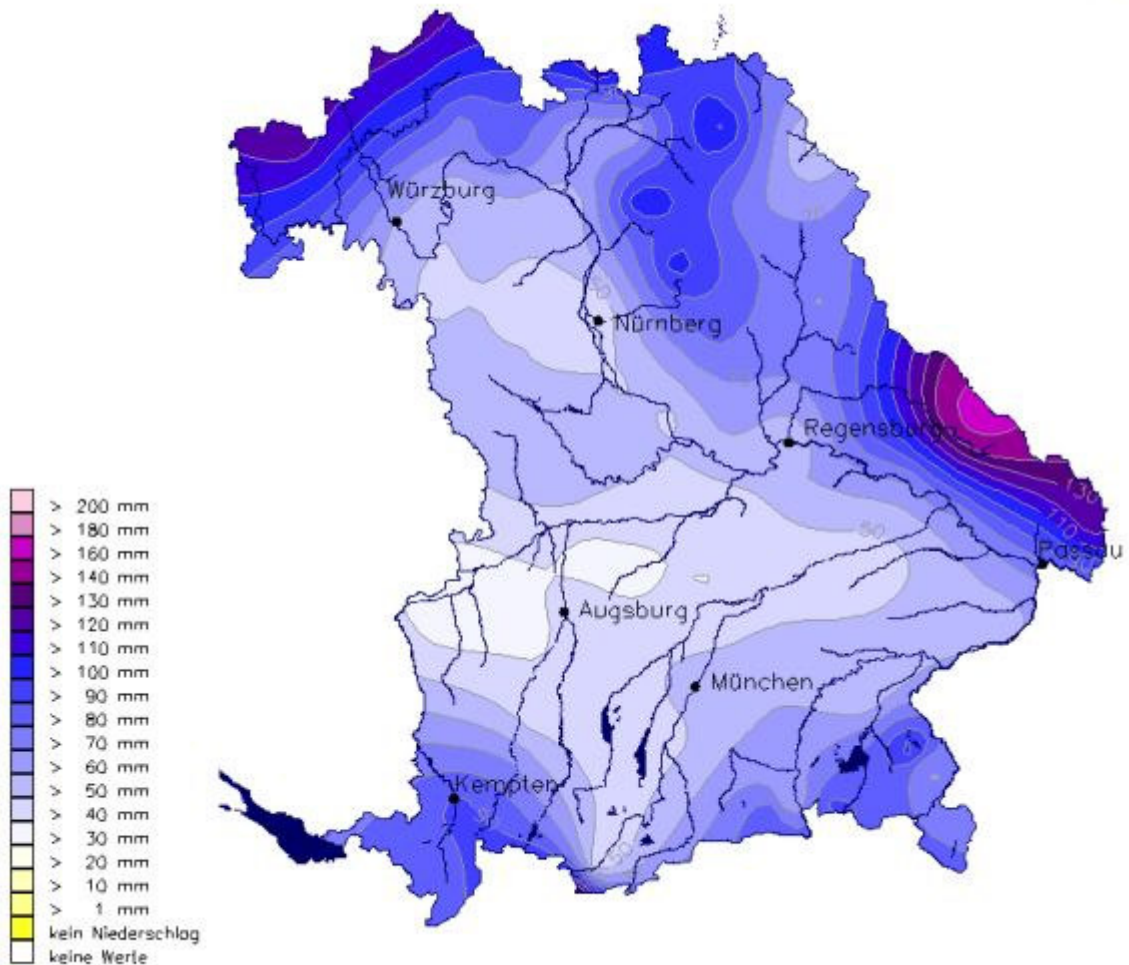 Würzburg
50
Nürnberg
Regensburg
130
110
50
Passau
Augsburg
München
Kempten
50
> 200 mm
> 180 mm
> 160 mm
> 140 mm
> 130 mm
> 120 mm
> 110 mm
> 100 mm
> 90 mm
> 80 mm
> 70 mm
> 60 mm
> 50 mm
> 40 mm
> 30 mm
> 20 mm
> 10 mm
> 1 mm
kein Niederschlag
keine Werte